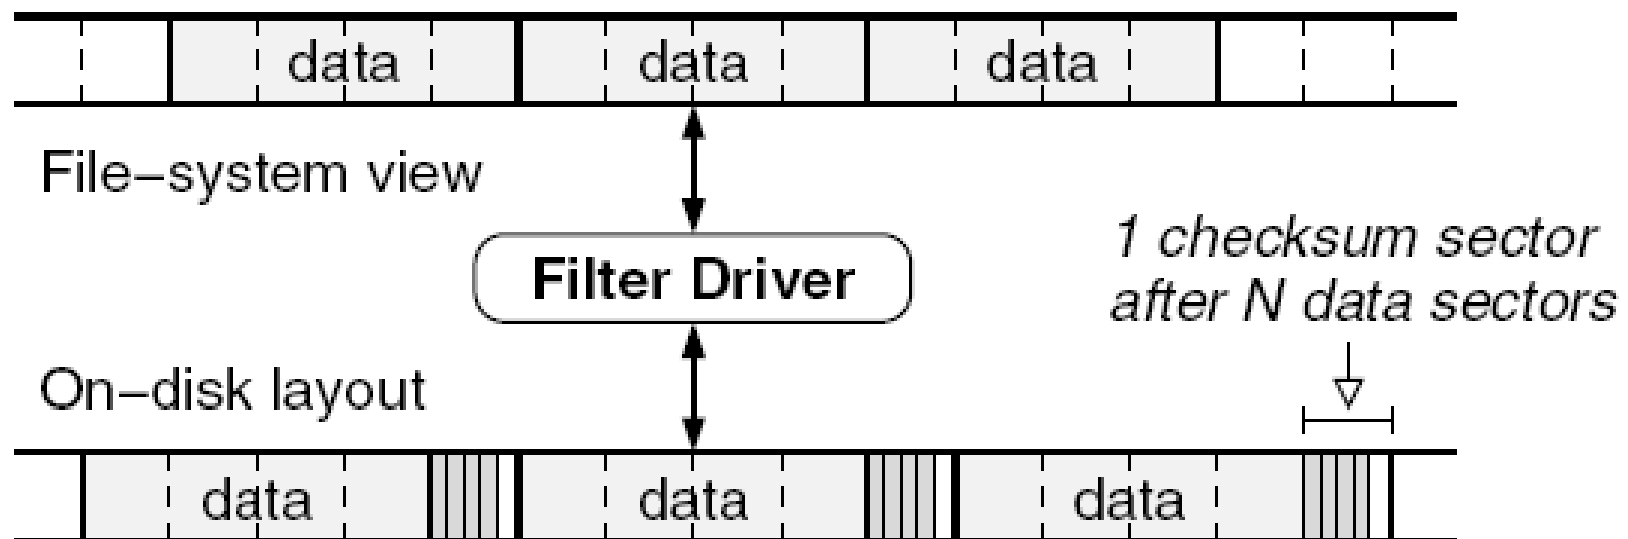 data data data
File–system view
Filter Driver
1 checksum sector
after N data sectors
On–disk layout
data data data